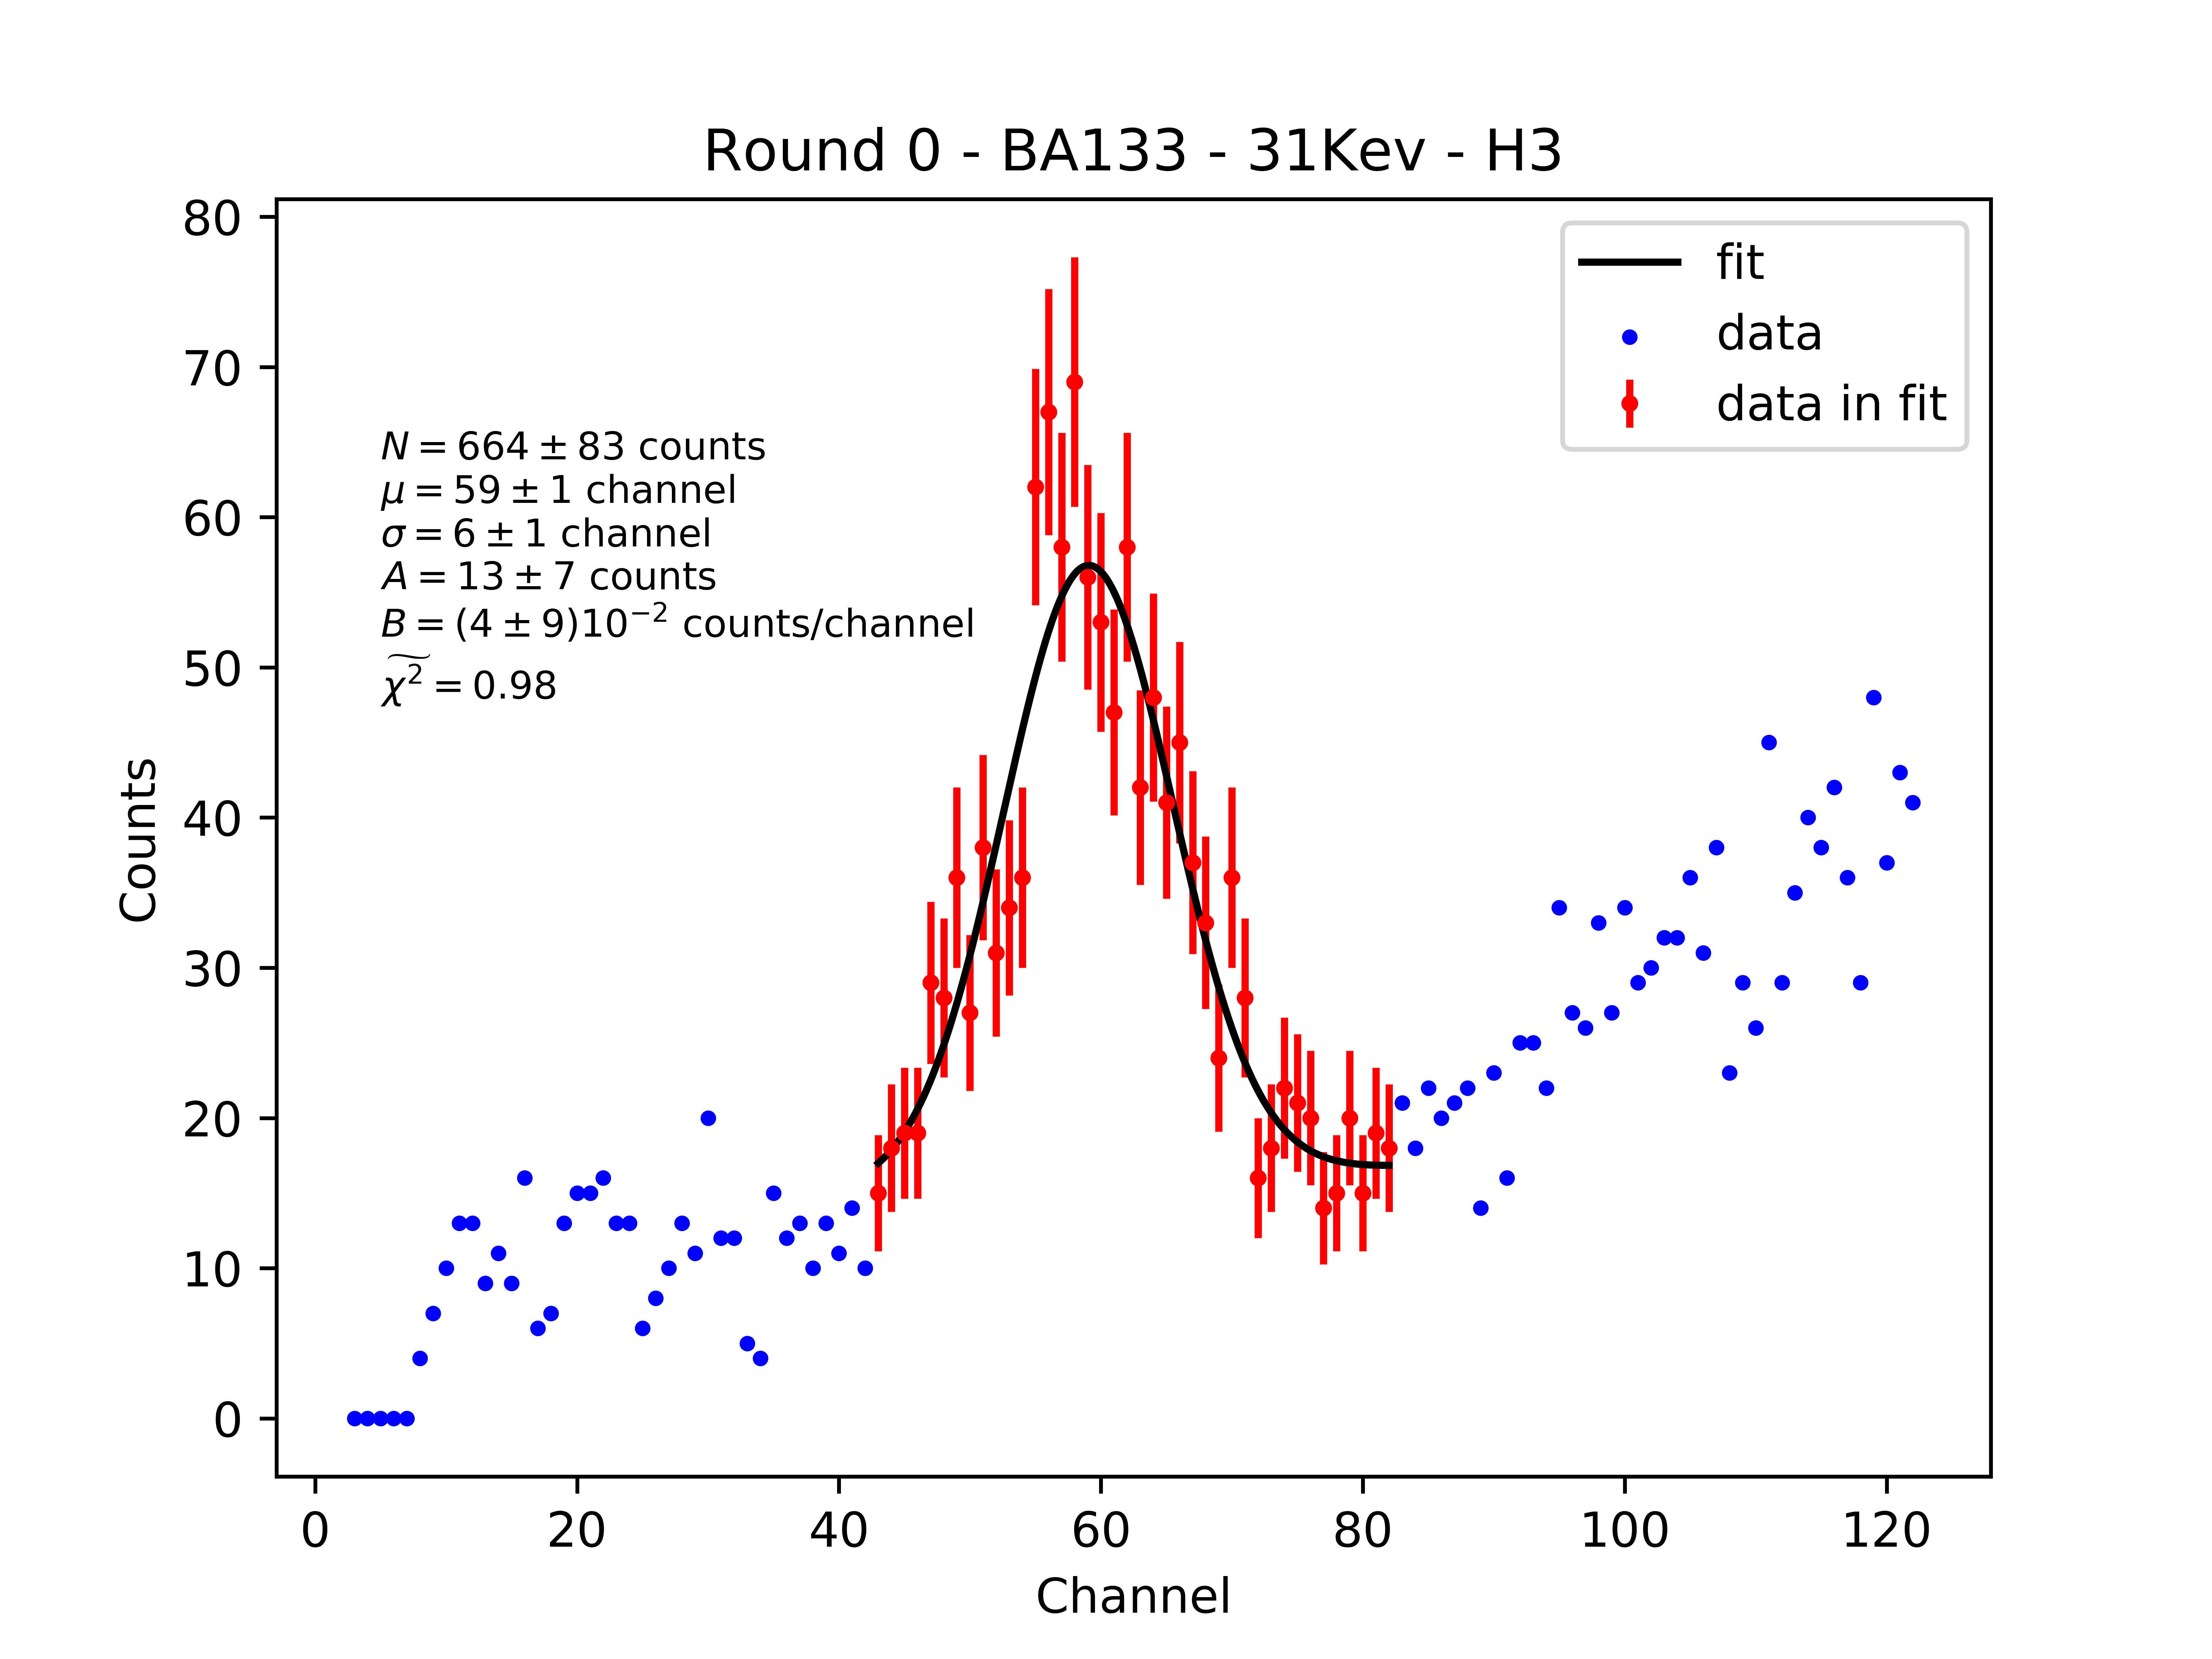 Round 0 - BA133 - 31Kev - H3
80
70
60
50
40
30
20
10
0
Counts
N = 664 ± 83 counts
μ = 59 ± 1 channel
σ = 6 ± 1 channel
A = 13 ± 7 counts
B = (4 ± 9)10⁻² counts/channel
χ̃² = 0.98
fit
data
data in fit
0 20 40 60 80 100 120
Channel